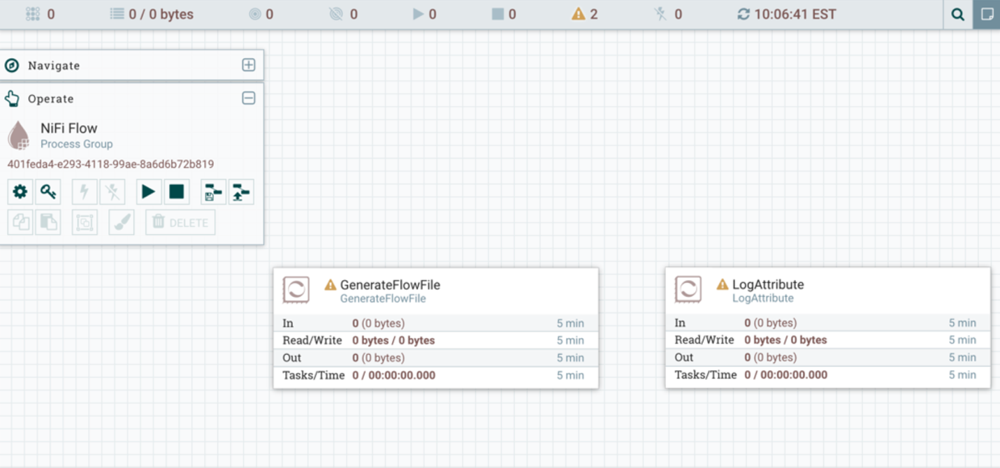 0 0 / 0 bytes 0 0 0 0 2 0 10:06:41 EST
Navigate
Operate
NiFi Flow
Process Group
401feda4-e293-4118-99ae-8a6d6b72b819
DELETE
GenerateFlowFile
GenerateFlowFile
In 0 (0 bytes) 5 min
Read/Write 0 bytes / 0 bytes 5 min
Out 0 (0 bytes) 5 min
Tasks/Time 0 / 00:00:00.000 5 min
LogAttribute
LogAttribute
In 0 (0 bytes) 5 min
Read/Write 0 bytes / 0 bytes 5 min
Out 0 (0 bytes) 5 min
Tasks/Time 0 / 00:00:00.000 5 min